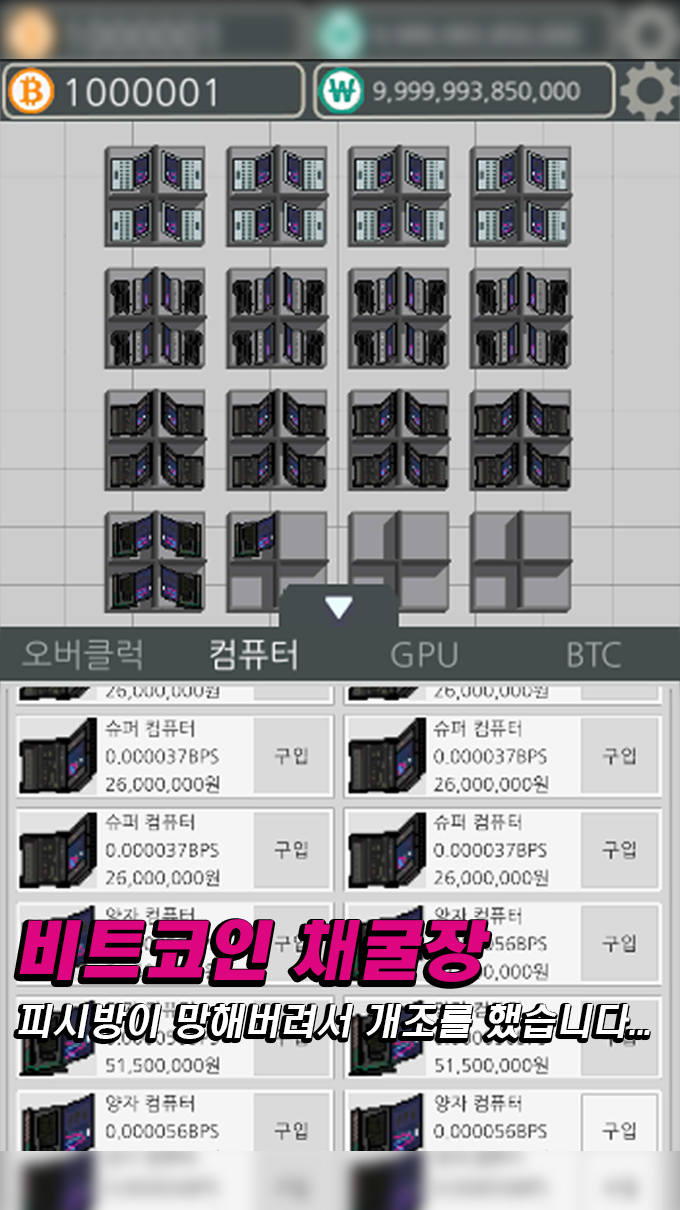 1000001
9,999,993,850,000
오버클럭 컴퓨터 GPU BTC
26,000,000원 26,000,000원
슈퍼 컴퓨터 슈퍼 컴퓨터
0.000037BPS 구입 0.000037BPS 구입
26,000,000원 26,000,000원
슈퍼 컴퓨터 슈퍼 컴퓨터
0.000037BPS 구입 0.000037BPS 구입
26,000,000원 26,000,000원
양자 컴퓨터 양자 컴퓨터
비트코인 채굴장
피시방이 망해버려서 개조를 했습니다...
51,500,000원 51,500,000원
양자 컴퓨터 양자 컴퓨터
0.000056BPS 구입 0.000056BPS 구입